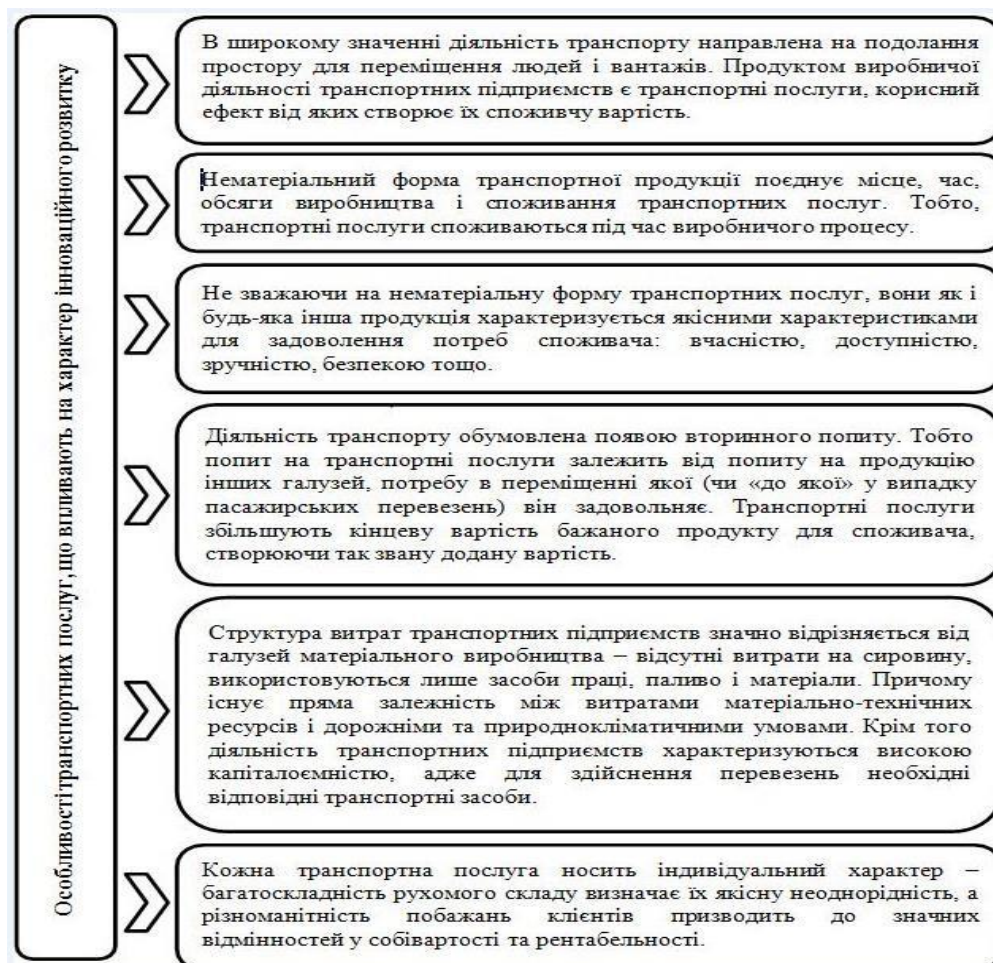 Особливості транспортних послуг, що впливають на характер інноваційного розвитку
В широкому значенні діяльність транспорту направлена на подолання
простору для переміщення людей і вантажів. Продуктом виробничої
діяльності транспортних підприємств є транспортні послуги, корисний
ефект від яких створює їх споживчу вартість.
Нематеріальний форма транспортної продукції поєднує місце, час,
обсяги виробництва і споживання транспортних послуг. Тобто,
транспортні послуги споживаються під час виробничого процесу.
Не зважаючи на нематеріальну форму транспортних послуг, вони як і
будь-яка інша продукція характеризується якісними характеристиками
для задоволення потреб споживача: вчасністю, доступністю,
зручністю, безпекою тощо.
Діяльність транспорту обумовлена появою вторинного попиту. Тобто
попит на транспортні послуги залежить від попиту на продукцію
інших галузей, потребу в переміщенні якої (чи «до якої» у випадку
пасажирських перевезень) він задовольняє. Транспортні послуги
збільшують кінцеву вартість бажаного продукту для споживача,
створюючи так звану додану вартість.
Структура витрат транспортних підприємств значно відрізняється від
галузей матеріального виробництва – відсутні витрати на сировину,
використовуються лише засоби праці, паливо і матеріали. Причому
існує пряма залежність між витратами матеріально-технічних
ресурсів і дорожніми та природнокліматичними умовами. Крім того
діяльність транспортних підприємств характеризуються високою
капіталоємністю, адже для здійснення перевезень необхідні
відповідні транспортні засоби.
Кожна транспортна послуга носить індивідуальний характер –
багатоскладність рухомого складу визначає їх якісну неоднорідність, а
різноманітність побажань клієнтів призводить до значних
відмінностей у собівартості та рентабельності.